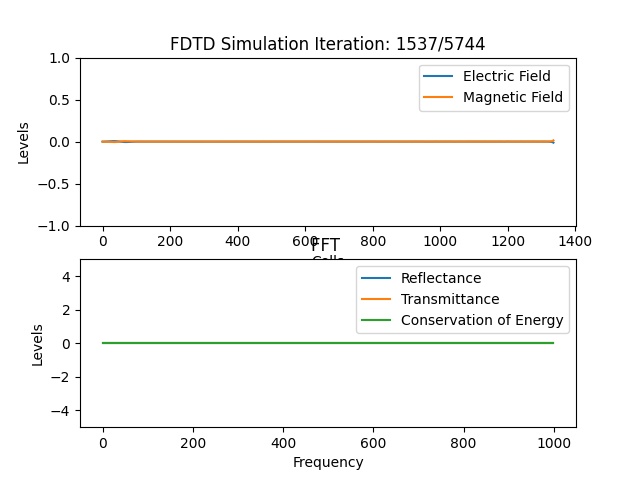 FDTD Simulation Iteration: 1537/5744
1.0
0.5
0.0
−0.5
−1.0
Levels
Electric Field
Magnetic Field
0 200 400 600 800 1000 1200 1400
Cells
FFT
4
2
0
−2
−4
Levels
Reflectance
Transmittance
Conservation of Energy
0 200 400 600 800 1000
Frequency